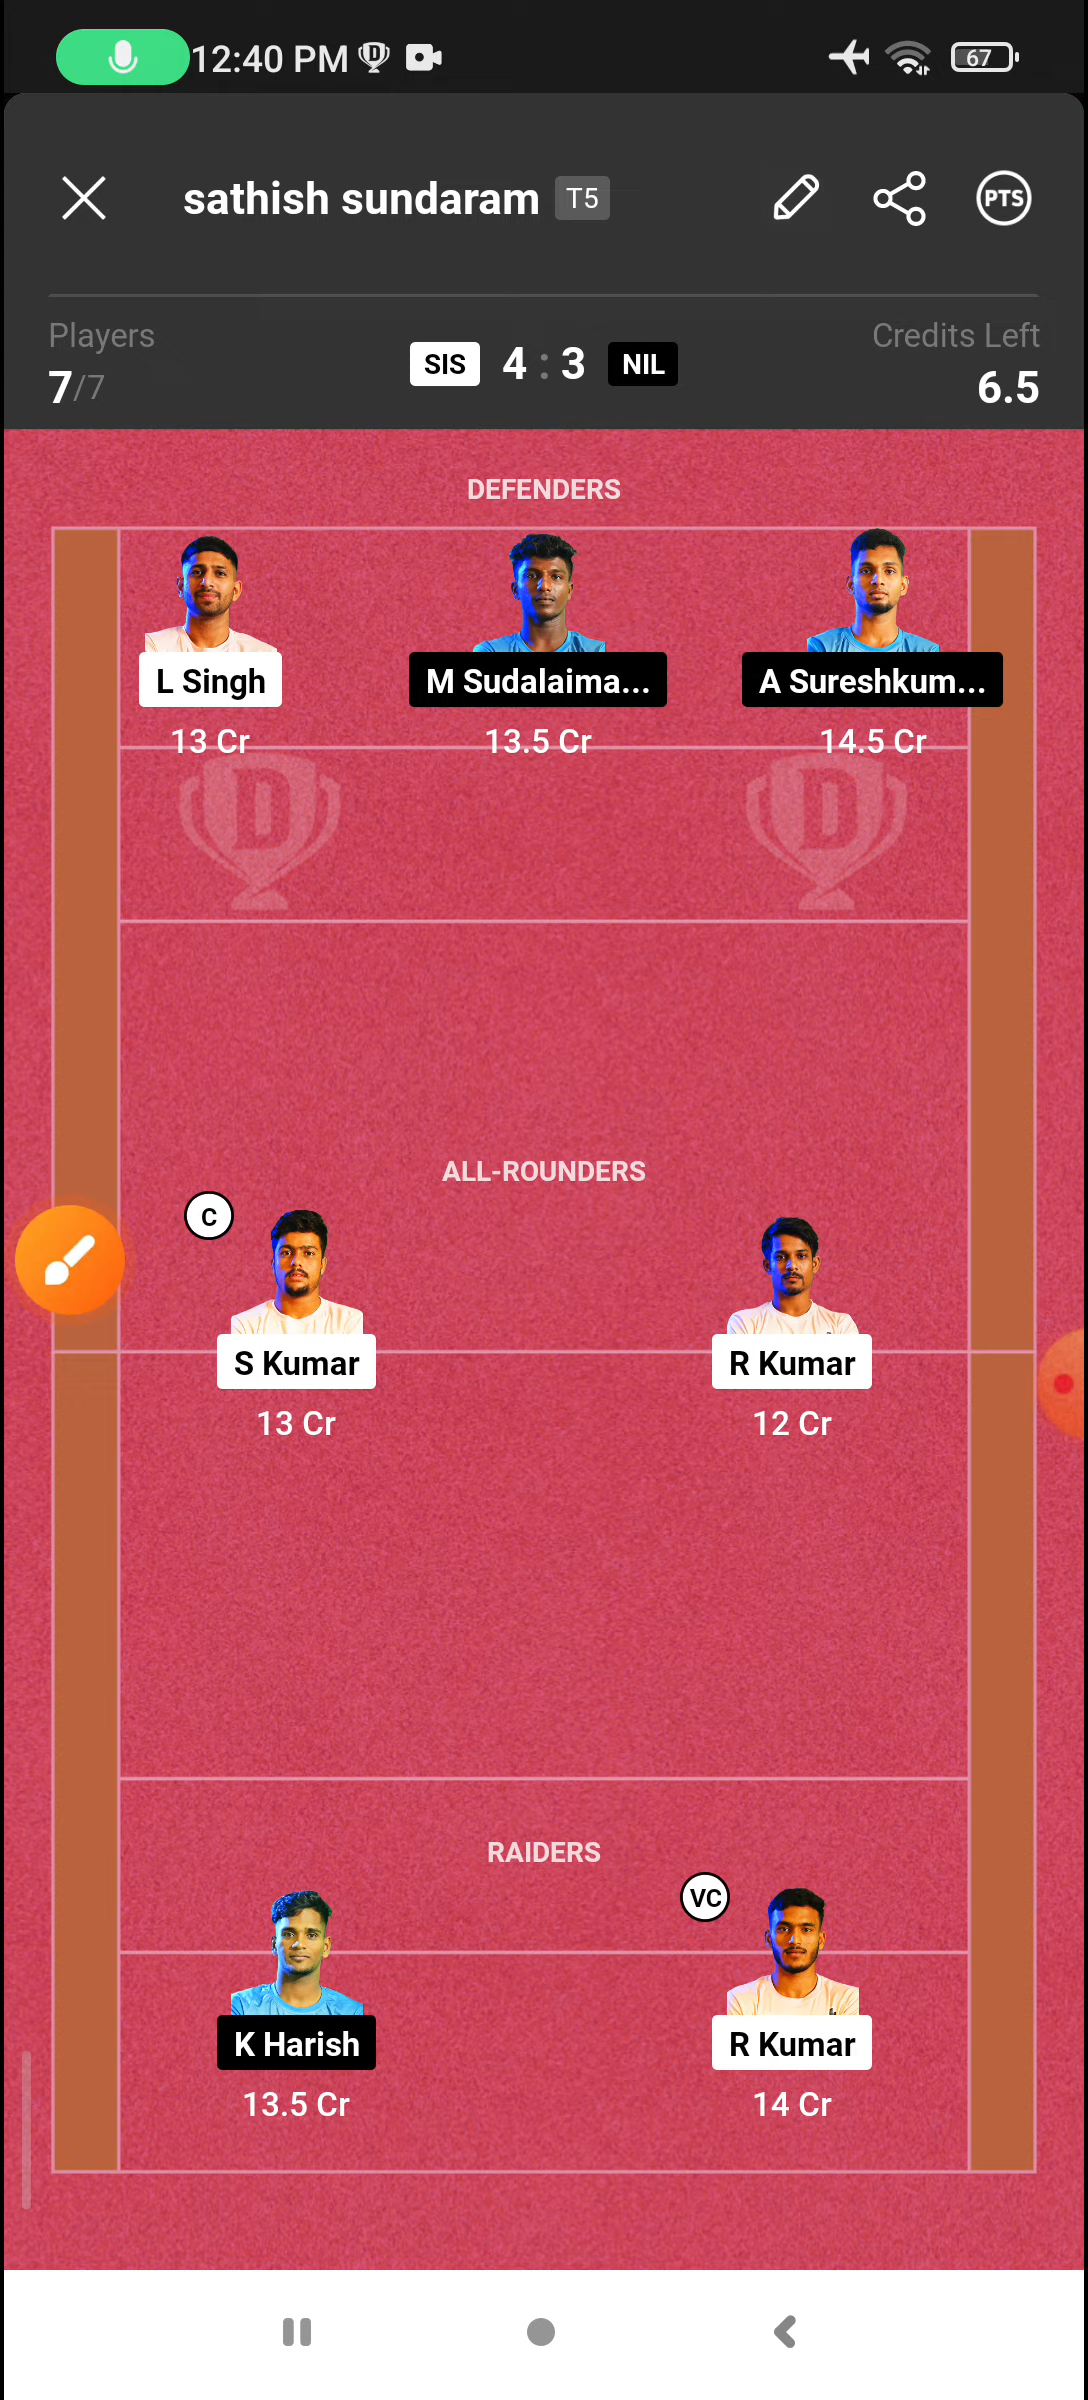 12:40 PM
67
sathish sundaram T5
PTS
Players
Credits Left
7/7
SIS 4 : 3 NIL
6.5
DEFENDERS
L Singh
M Sudalaima...
A Sureshkum...
13 Cr
13.5 Cr
14.5 Cr
D D
ALL-ROUNDERS
C
S Kumar
R Kumar
13 Cr
12 Cr
RAIDERS
VC
K Harish
R Kumar
13.5 Cr
14 Cr